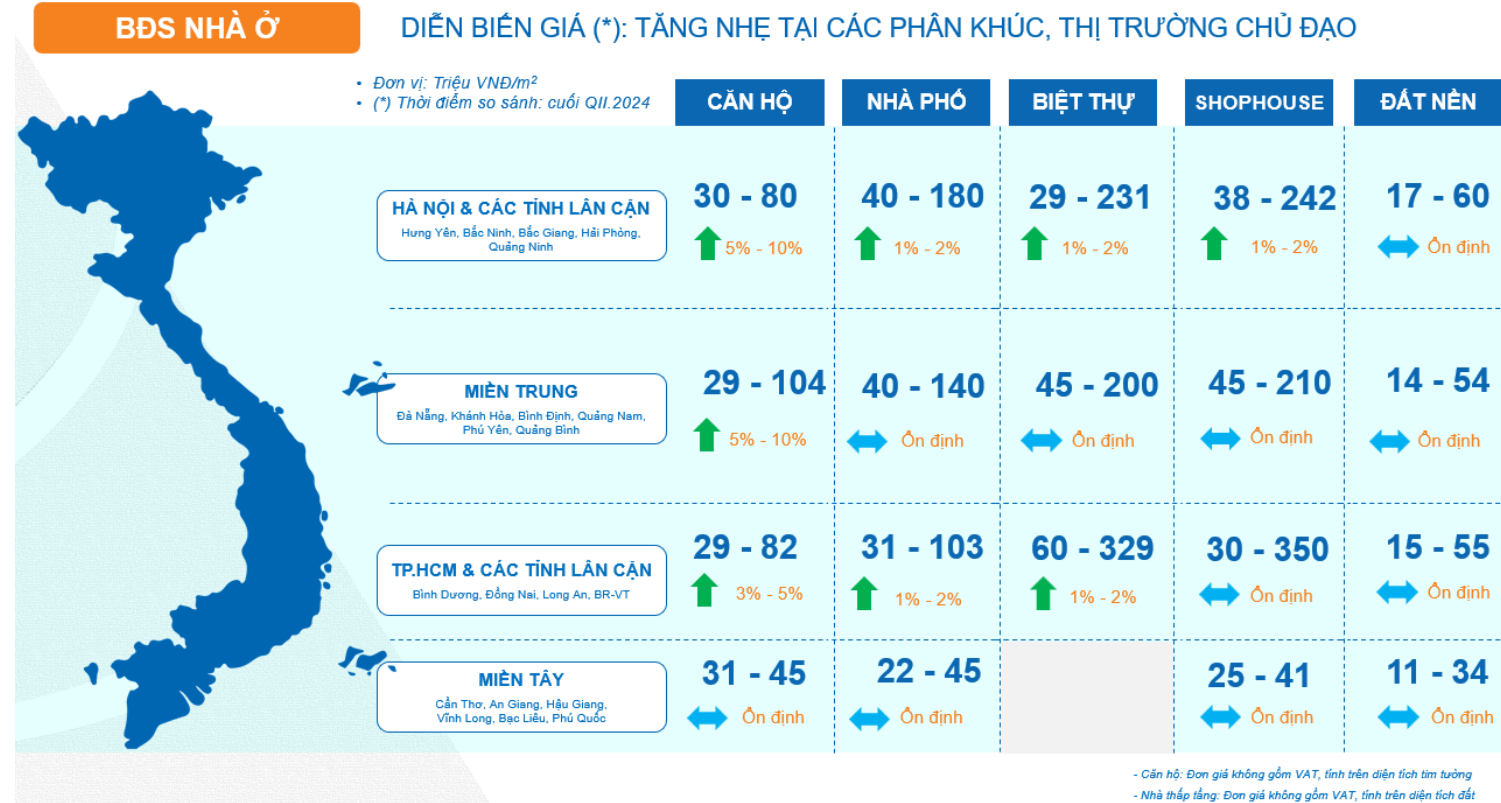 BĐS NHÀ Ở
DIỄN BIẾN GIÁ (*): TĂNG NHẸ TẠI CÁC PHÂN KHÚC, THỊ TRƯỜNG CHỦ ĐẠO
• Đơn vị: Triệu VNĐ/m²
• (*) Thời điểm so sánh: cuối QII.2024
CĂN HỘ
NHÀ PHỐ
BIỆT THỰ
SHOPHOUSE
ĐẤT NỀN
HÀ NỘI & CÁC TỈNH LÂN CẬN
Hưng Yên, Bắc Ninh, Bắc Giang, Hải Phòng,
Quảng Ninh
30 - 80
40 - 180
29 - 231
38 - 242
17 - 60
5% - 10%
1% - 2%
1% - 2%
1% - 2%
Ổn định
MIỀN TRUNG
Đà Nẵng, Khánh Hòa, Bình Định, Quảng Nam,
Phú Yên, Quảng Bình
29 - 104
40 - 140
45 - 200
45 - 210
14 - 54
5% - 10%
Ổn định
Ổn định
Ổn định
Ổn định
TP.HCM & CÁC TỈNH LÂN CẬN
Bình Dương, Đồng Nai, Long An, BR-VT
29 - 82
31 - 103
60 - 329
30 - 350
15 - 55
3% - 5%
1% - 2%
1% - 2%
Ổn định
Ổn định
MIỀN TÂY
Cần Thơ, An Giang, Hậu Giang,
Vĩnh Long, Bạc Liêu, Phú Quốc
31 - 45
22 - 45
25 - 41
11 - 34
Ổn định
Ổn định
Ổn định
Ổn định
- Căn hộ: Đơn giá không gồm VAT, tính trên diện tích tim tường
- Nhà thấp tầng: Đơn giá không gồm VAT, tính trên diện tích đất